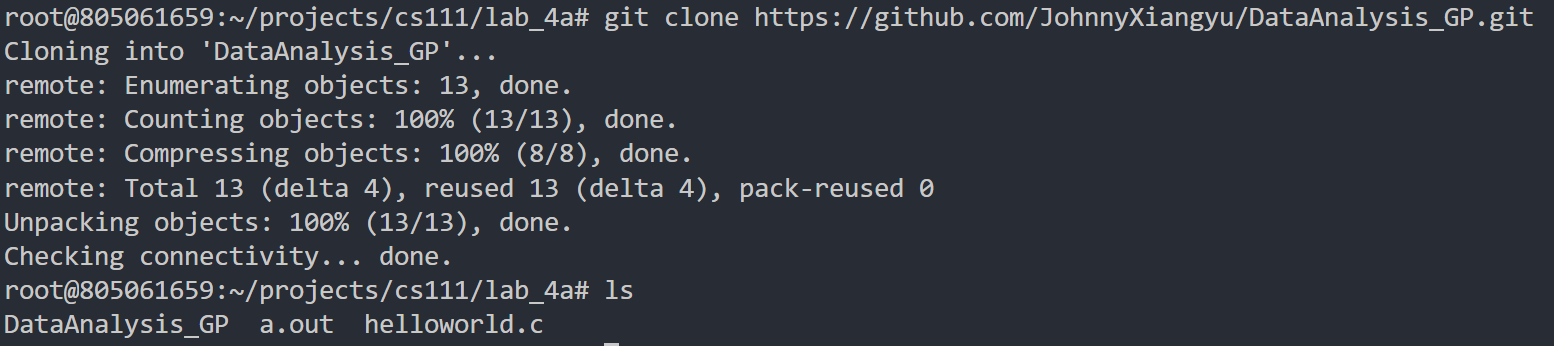 root@805061659:~/projects/cs111/lab_4a# git clone https://github.com/JohnnyXiangyu/DataAnalysis_GP.git
Cloning into 'DataAnalysis_GP'...
remote: Enumerating objects: 13, done.
remote: Counting objects: 100% (13/13), done.
remote: Compressing objects: 100% (8/8), done.
remote: Total 13 (delta 4), reused 13 (delta 4), pack-reused 0
Unpacking objects: 100% (13/13), done.
Checking connectivity... done.
root@805061659:~/projects/cs111/lab_4a# ls
DataAnalysis_GP  a.out  helloworld.c